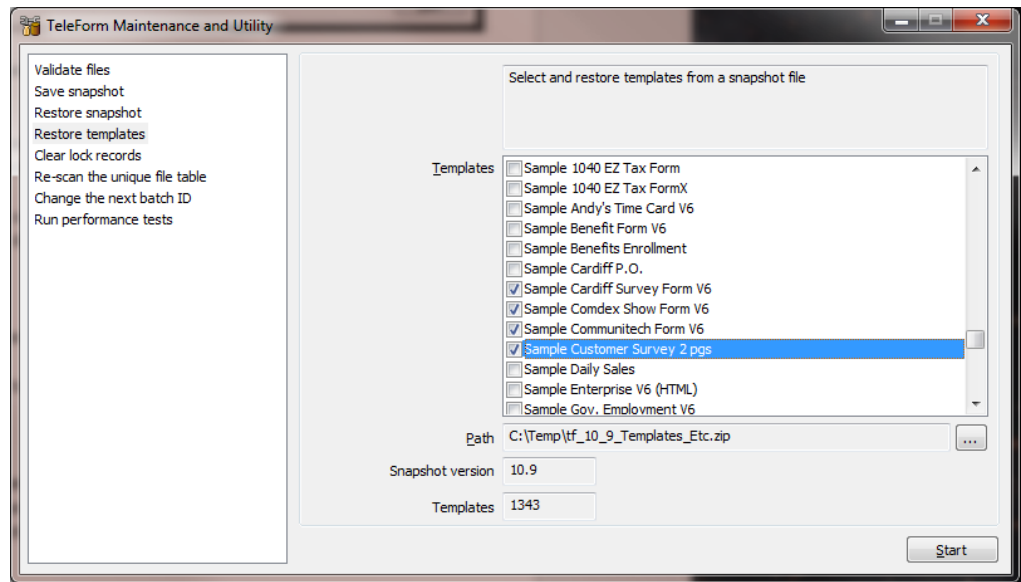 TeleForm Maintenance and Utility
Validate files
Save snapshot
Restore snapshot
Restore templates
Clear lock records
Re-scan the unique file table
Change the next batch ID
Run performance tests
Select and restore templates from a snapshot file
Templates
Sample 1040 EZ Tax Form
Sample 1040 EZ Tax FormX
Sample Andy's Time Card V6
Sample Benefit Form V6
Sample Benefits Enrollment
Sample Cardiff P.O.
Sample Cardiff Survey Form V6
Sample Comdex Show Form V6
Sample Communitech Form V6
Sample Customer Survey 2 pgs
Sample Daily Sales
Sample Enterprise V6 (HTML)
Sample Gov. Employment V6
Path C:\Temp\tf_10_9_Templates_Etc.zip ...
Snapshot version 10.9
Templates 1343
Start